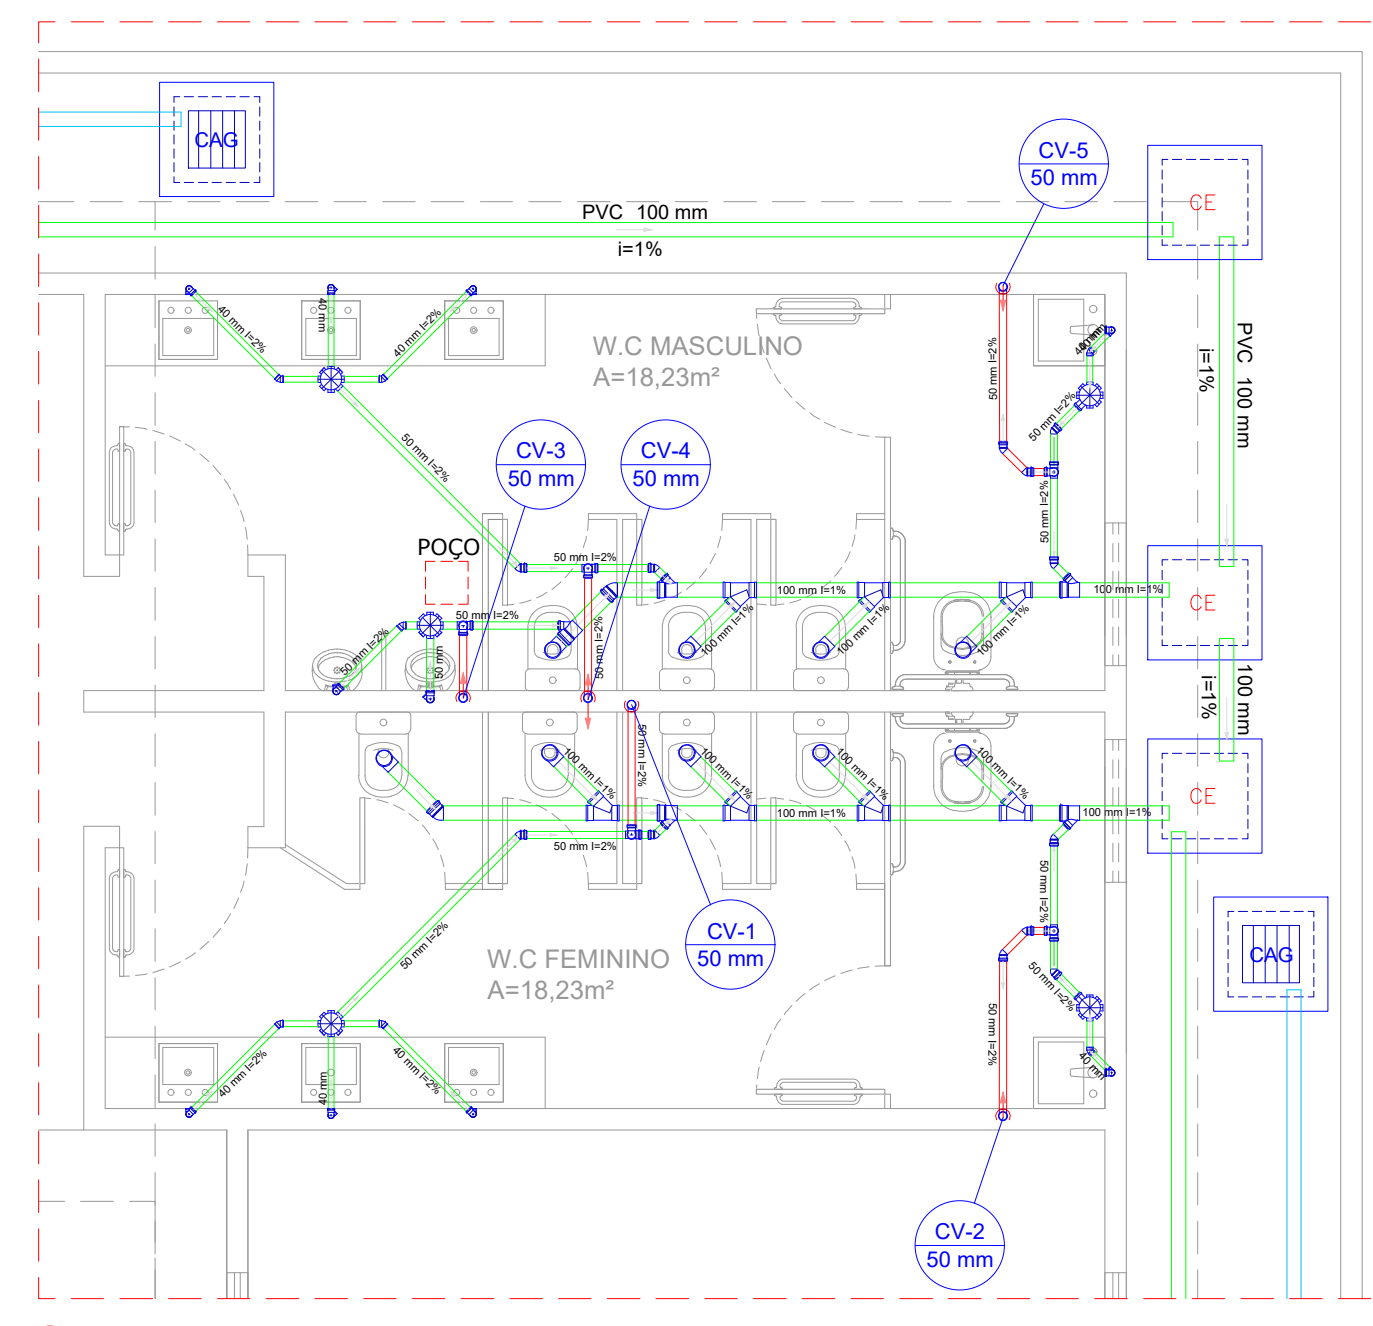 CAG
CV-5
50 mm
CE
PVC 100 mm
i=1%
40 mm I=2%
40 mm
40 mm I=2%
W.C MASCULINO
A=18,23m²
50 mm I=2%
40 mm
50 mm I=2%
PVC 100 mm
i=1%
50 mm I=2%
CV-3
50 mm
CV-4
50 mm
50 mm I=2%
POÇO
50 mm I=2%
100 mm I=1%
100 mm I=1%
CE
50 mm I=2%
50 mm I=2%
50 mm
50 mm I=2%
100 mm I=1%
100 mm I=1%
100 mm I=1%
100 mm
i=1%
50 mm I=2%
100 mm I=1%
100 mm I=1%
100 mm I=1%
100 mm I=1%
CE
100 mm I=1%
100 mm I=1%
50 mm I=2%
50 mm I=2%
50 mm I=2%
CV-1
50 mm
W.C FEMININO
A=18,23m²
50 mm I=2%
50 mm I=2%
CAG
40 mm I=2%
40 mm
40 mm I=2%
40 mm
CV-2
50 mm